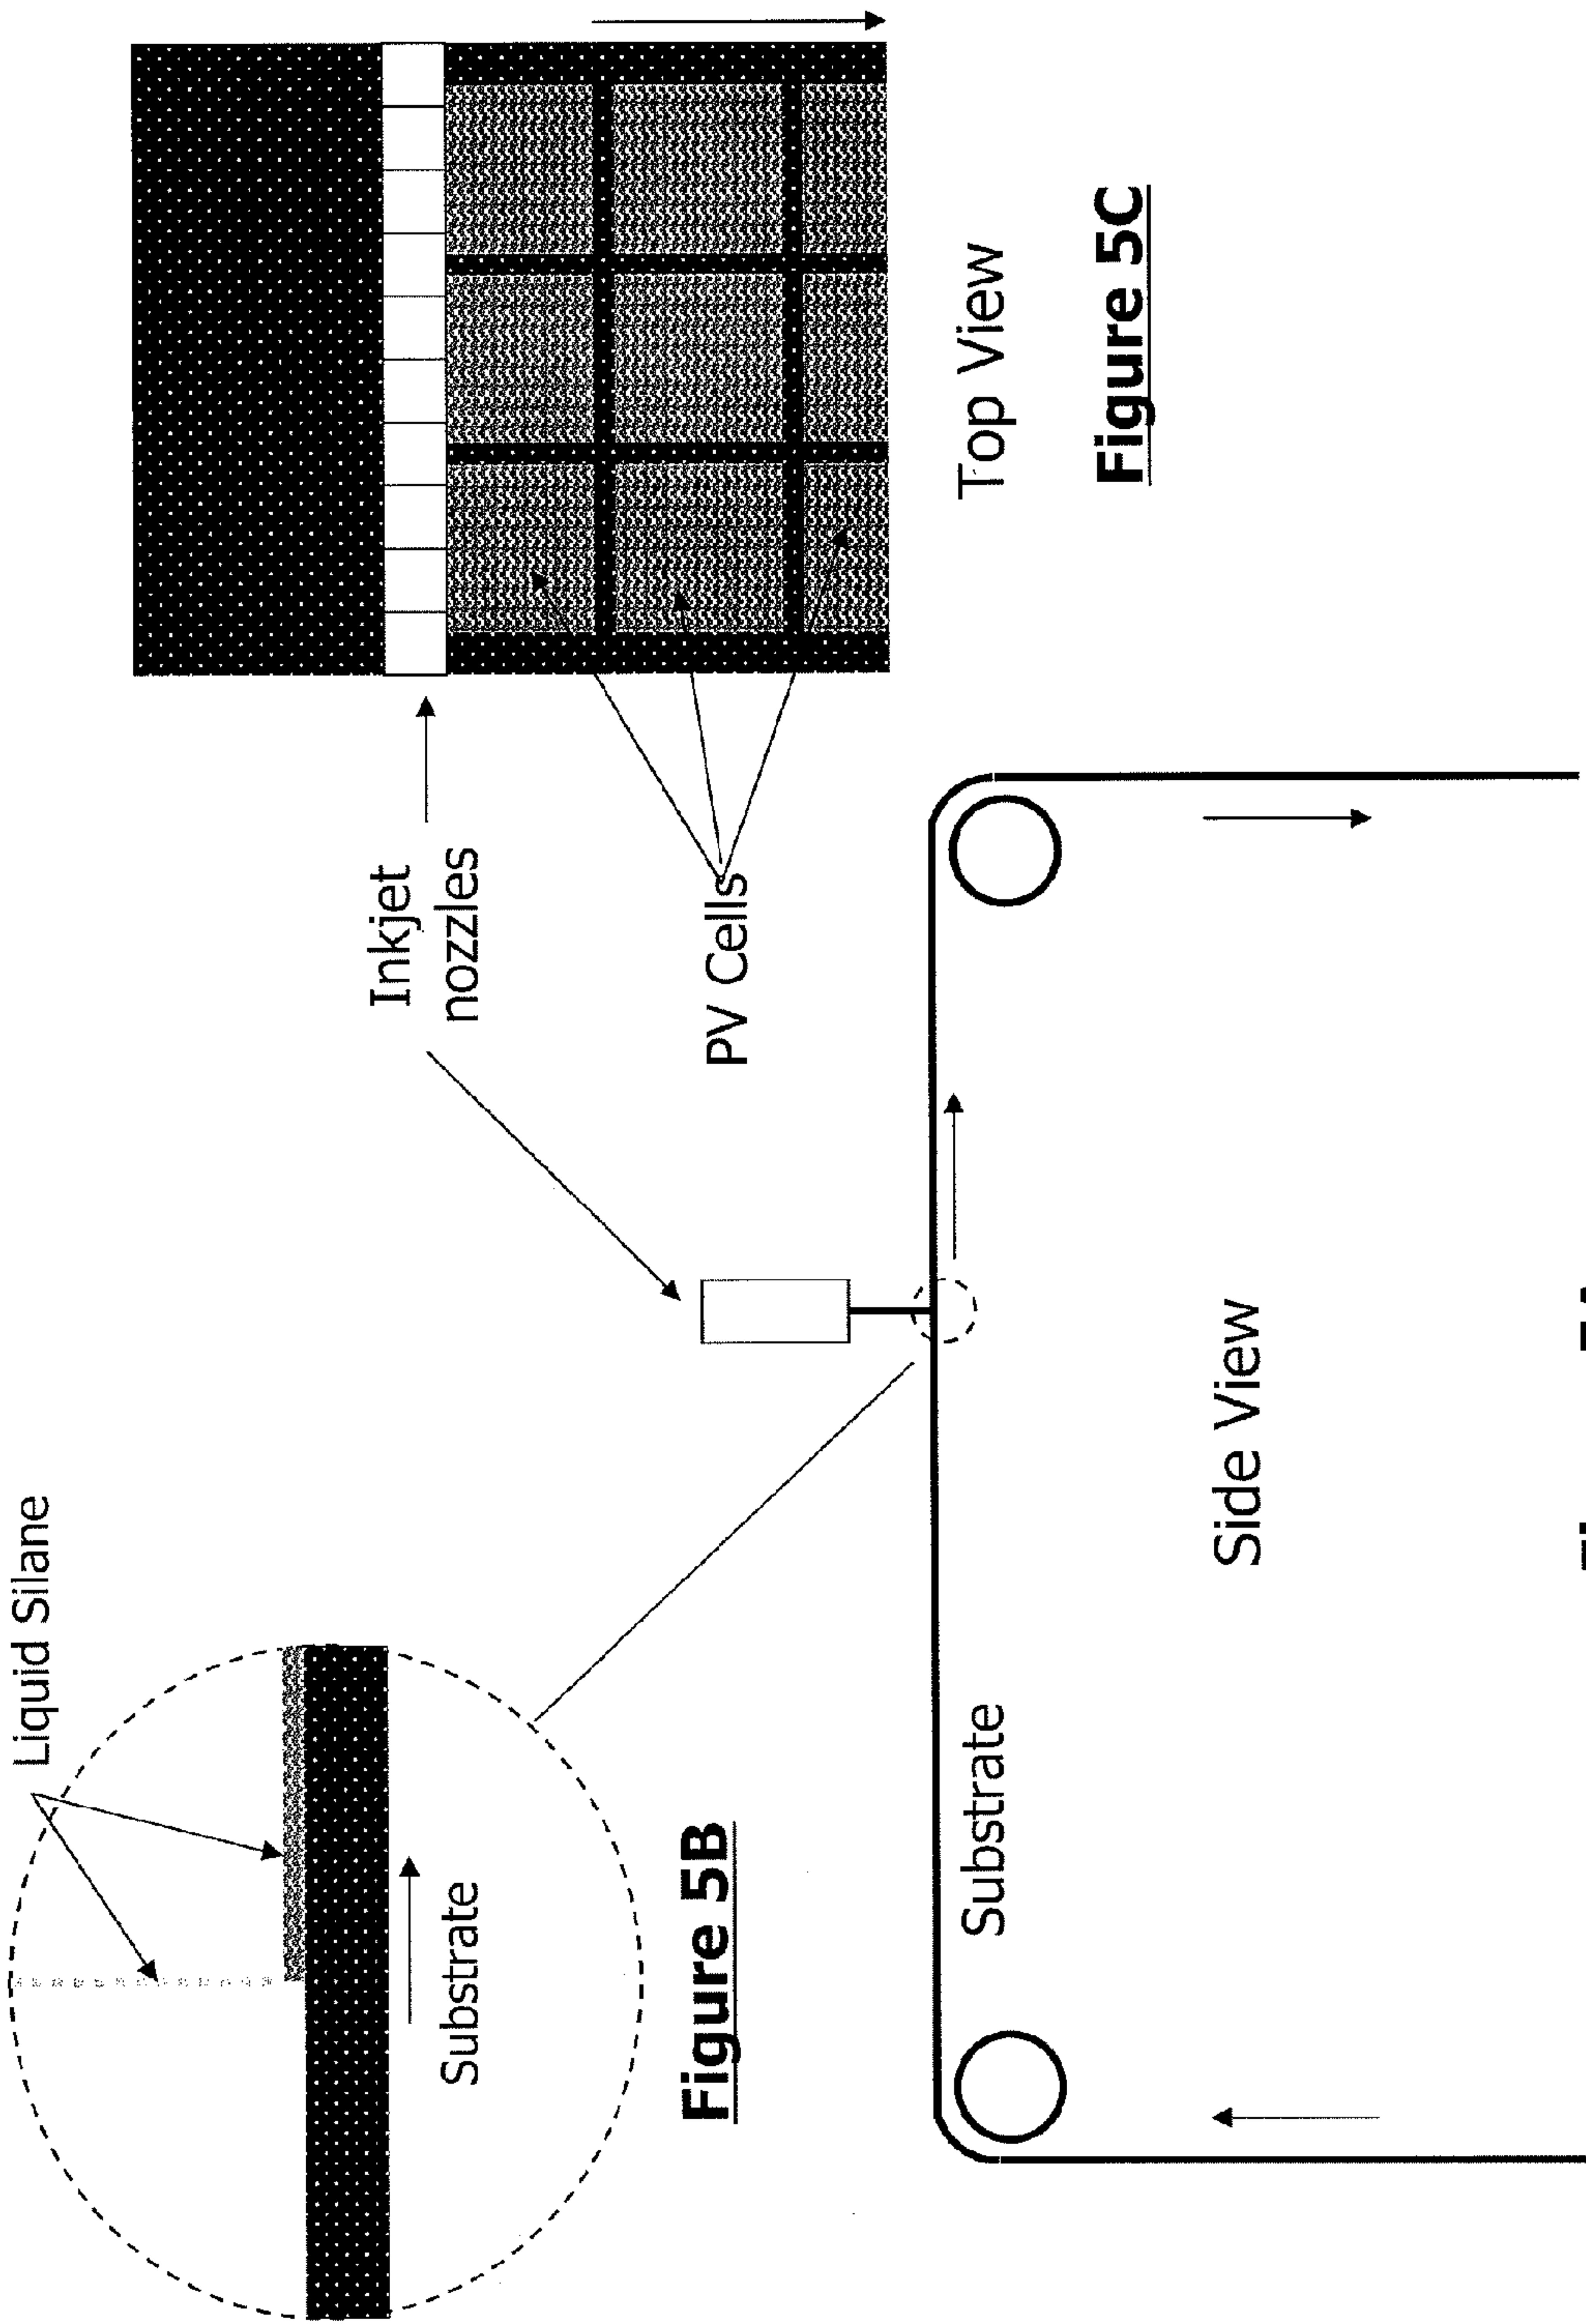 Liquid Silane
Substrate
Figure 5B
Inkjet
nozzles
PV Cells
Top View
Figure 5C
Substrate
Side View